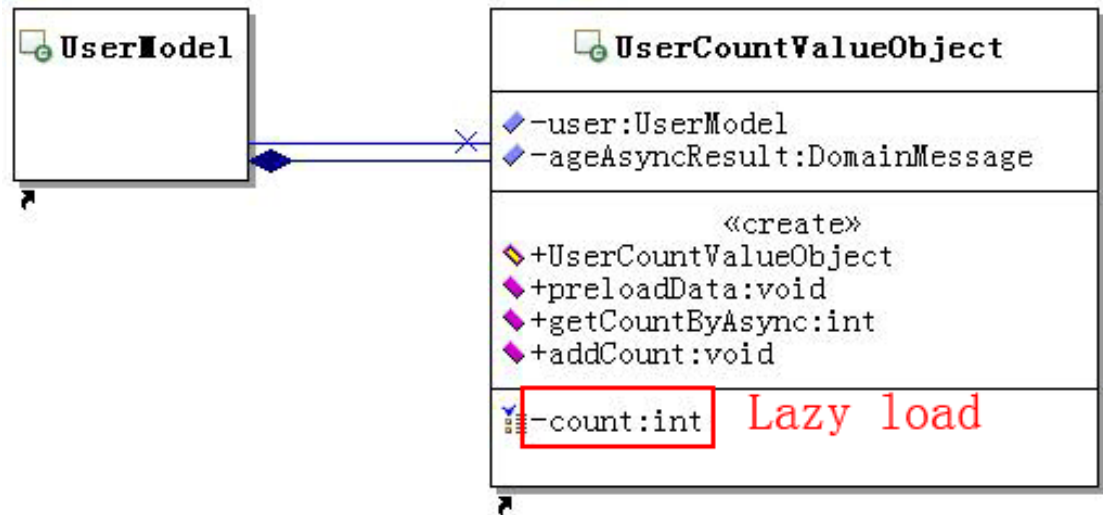 UserModel
UserCountValueObject
-user:UserModel
-ageAsyncResult:DomainMessage
«create»
+UserCountValueObject
+preloadData:void
+getCountByAsync:int
+addCount:void
-count:int Lazy load